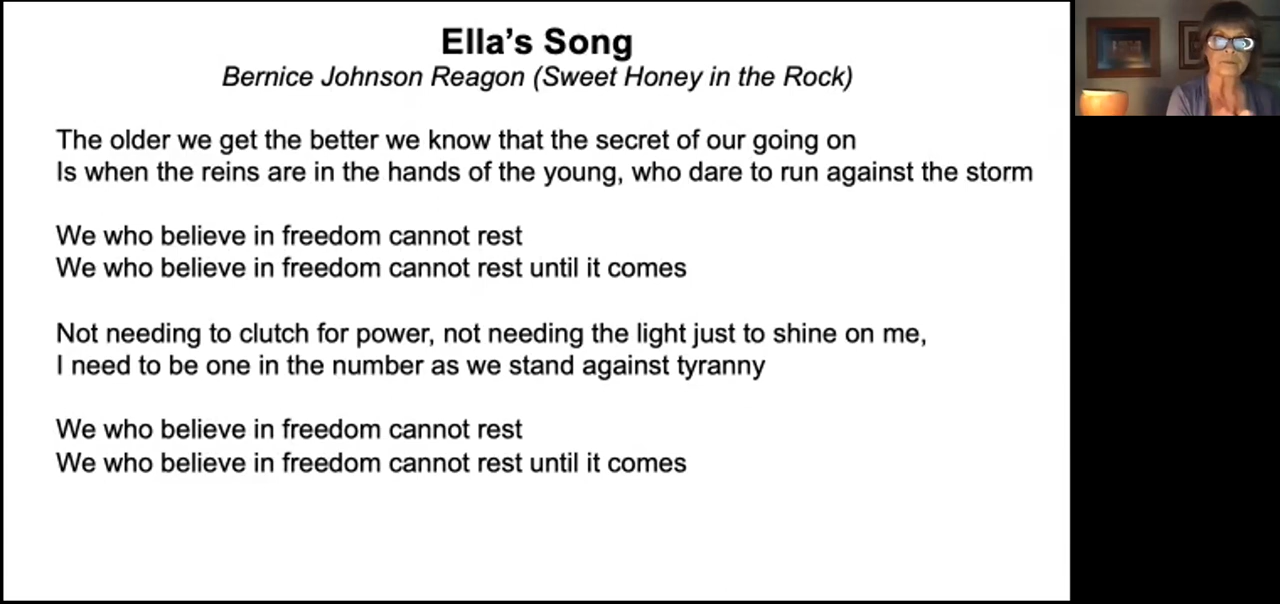 Ella’s Song
Bernice Johnson Reagon (Sweet Honey in the Rock)
The older we get the better we know that the secret of our going on
Is when the reins are in the hands of the young, who dare to run against the storm
We who believe in freedom cannot rest
We who believe in freedom cannot rest until it comes
Not needing to clutch for power, not needing the light just to shine on me,
I need to be one in the number as we stand against tyranny
We who believe in freedom cannot rest
We who believe in freedom cannot rest until it comes